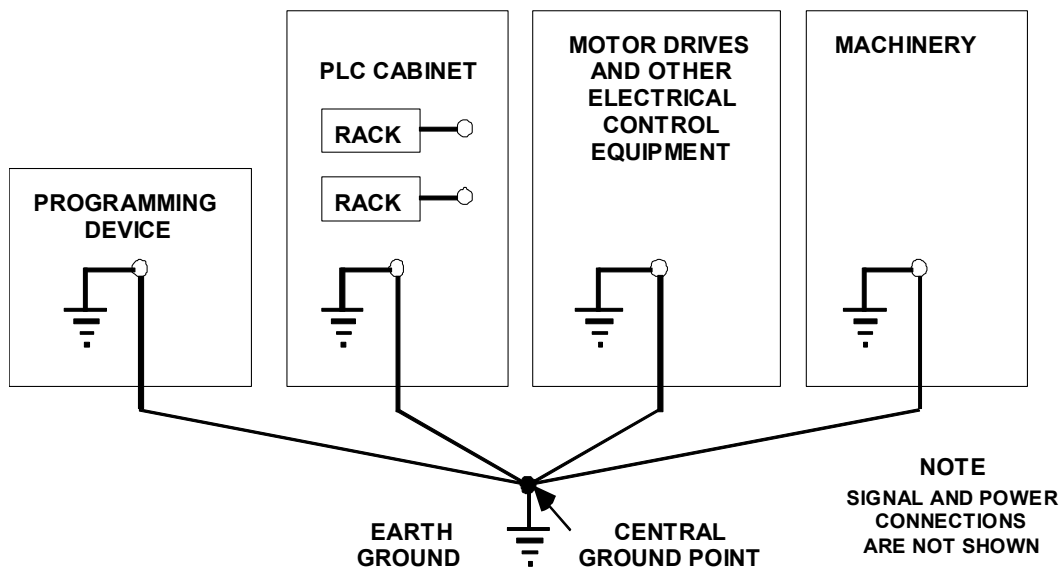 PROGRAMMING
DEVICE
PLC CABINET
RACK
RACK
MOTOR DRIVES
AND OTHER
ELECTRICAL
CONTROL
EQUIPMENT
MACHINERY
EARTH
GROUND
CENTRAL
GROUND POINT
NOTE
SIGNAL AND POWER
CONNECTIONS
ARE NOT SHOWN